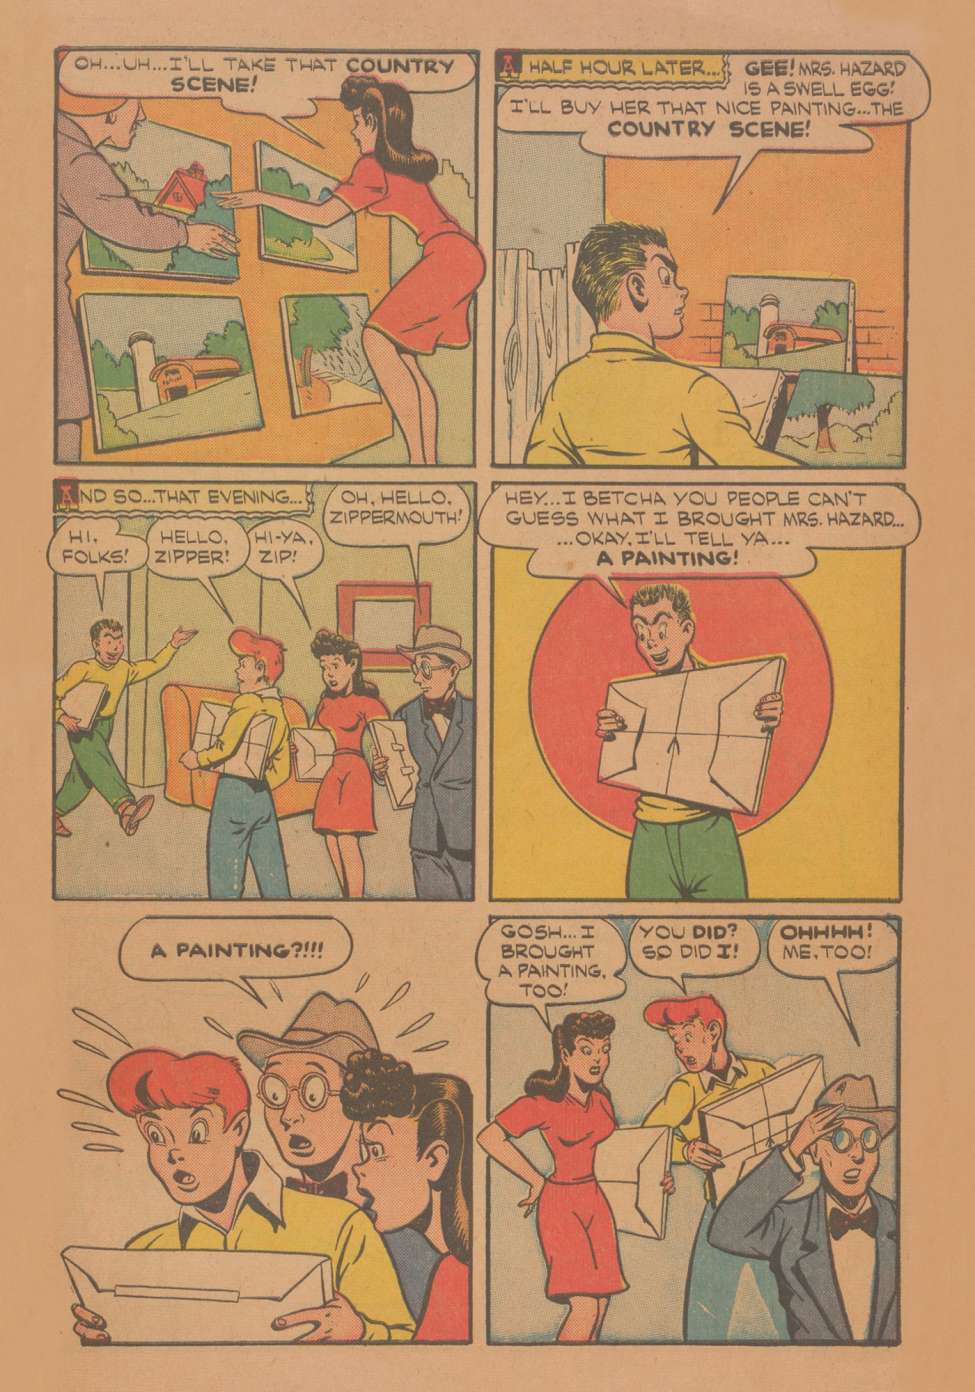 OH...UH...I'LL TAKE THAT COUNTRY
SCENE!
A HALF HOUR LATER...
GEE! MRS. HAZARD
IS A SWELL EGG!
I'LL BUY HER THAT NICE PAINTING...THE
COUNTRY SCENE!
AND SO...THAT EVENING...
HI,
FOLKS!
HELLO,
ZIPPER!
HI-YA,
ZIP!
OH, HELLO,
ZIPPERMOUTH!
HEY...I BETCHA YOU PEOPLE CAN'T
GUESS WHAT I BROUGHT MRS. HAZARD...
...OKAY, I'LL TELL YA...
A PAINTING!
A PAINTING?!!!
GOSH...I
BROUGHT
A PAINTING,
TOO!
YOU DID?
SO DID I!
OHHHH!
ME, TOO!